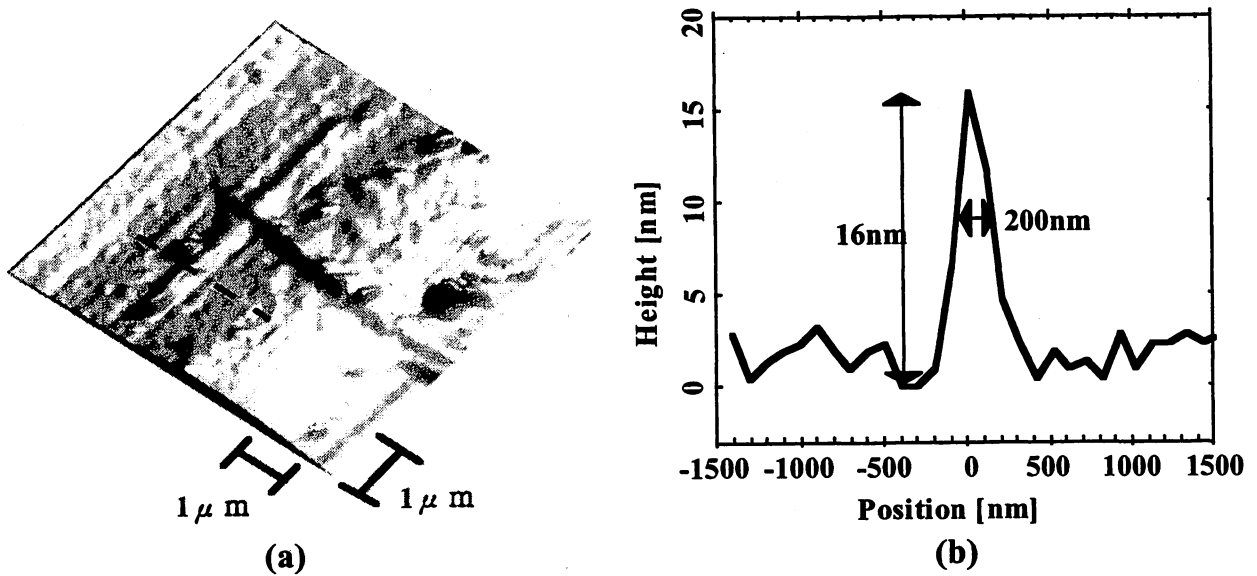 1 μ m
1 μ m
(a)
Height [nm]
20
15
10
5
0
16nm
200nm
-1500 -1000 -500 0 500 1000 1500
Position [nm]
(b)